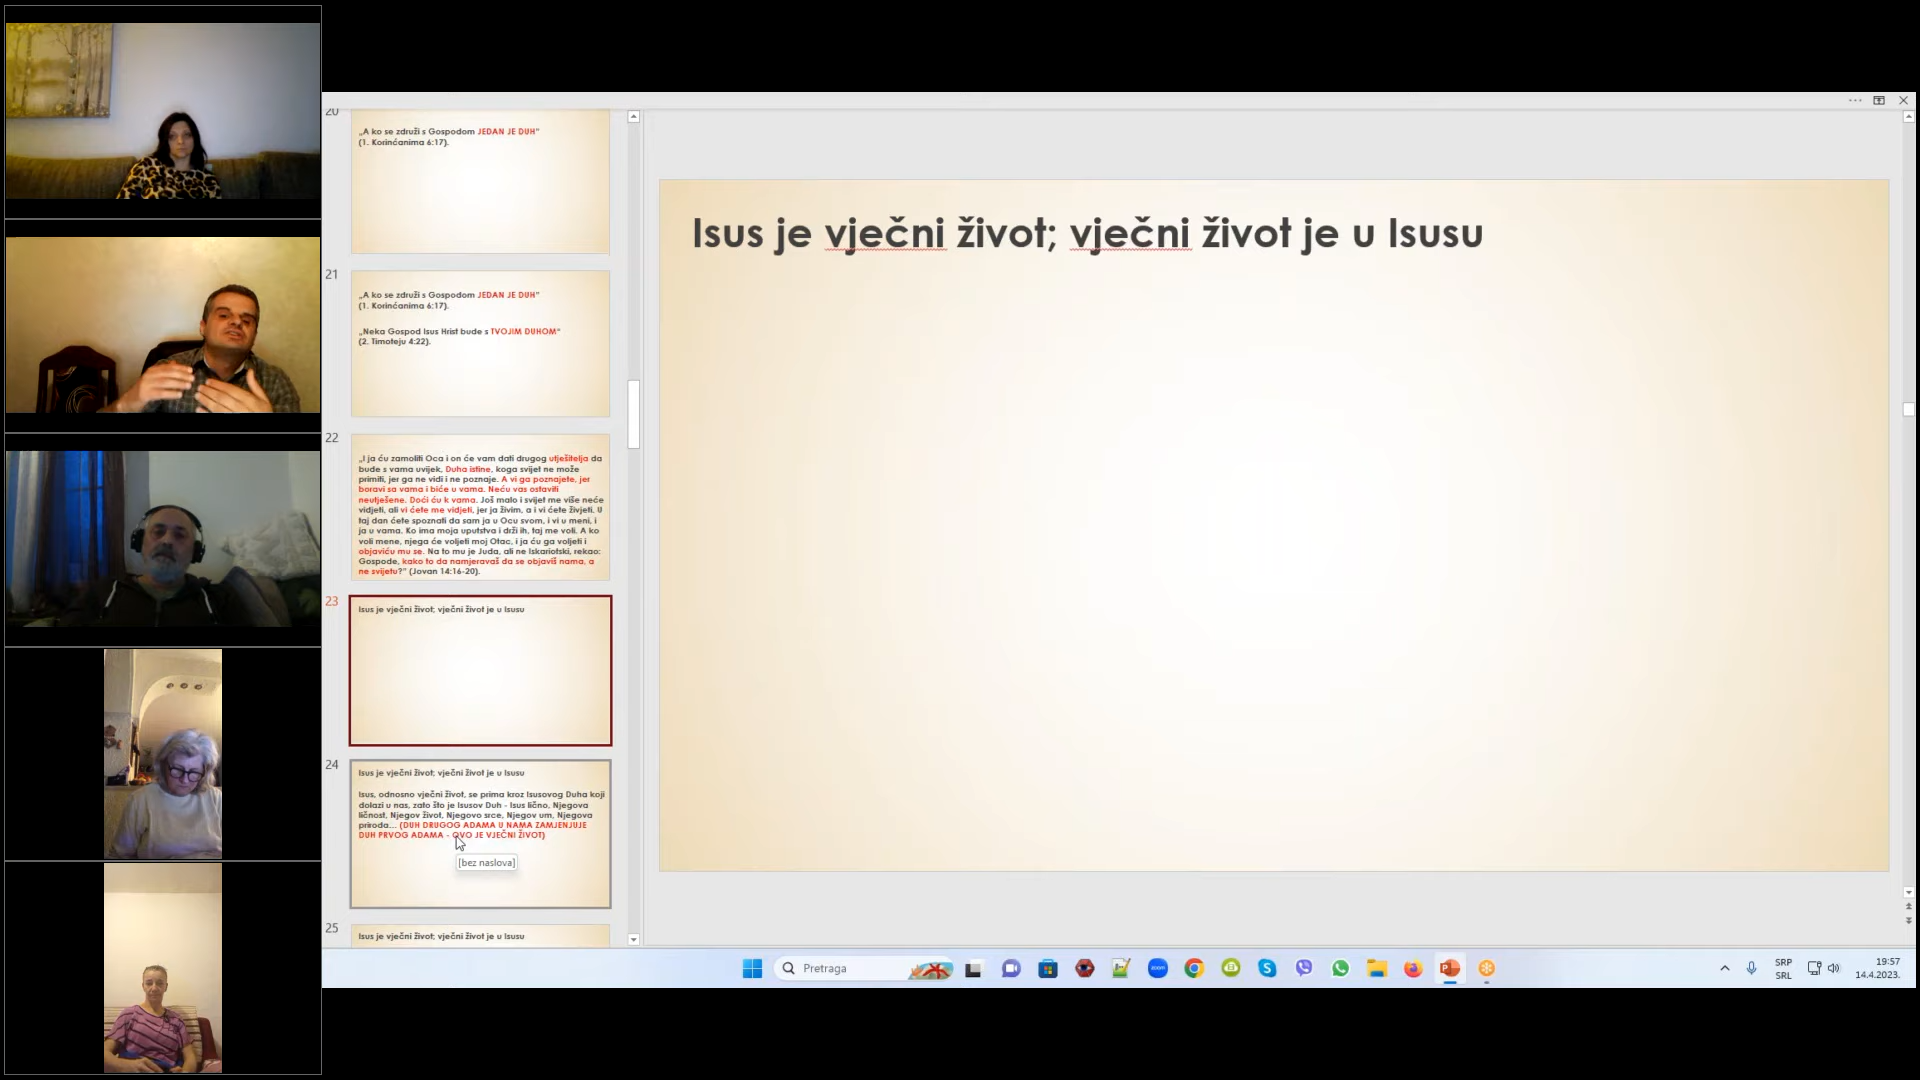 20
„A ko se združi s Gospodom JEDAN JE DUH"
(1. Korinćanima 6:17).
21
„A ko se združi s Gospodom JEDAN JE DUH"
(1. Korinćanima 6:17).
„Neka Gospod Isus Hrist bude s TVOJIM DUHOM"
(2. Timoteju 4:22).
22
„I ja ću zamoliti Oca i on će vam dati drugog utješitelja da
bude s vama uvijek, Duha istine, koga svijet ne može
primiti, jer ga ne vidi i ne poznaje. A vi ga poznajete, jer
boravi sa vama i biće u vama. Neću vas ostaviti
neutješene. Doći ću k vama. Još malo i svijet me više neće
vidjeti, ali vi ćete me vidjeti, jer ja živim, a i vi ćete živjeti. U
taj dan ćete spoznati da sam ja u Ocu svom, i vi u meni, i
ja u vama. Ko ima moja uputstva i drži ih, taj me voli. A ko
voli mene, njega će voljeti moj Otac, i ja ću ga voljeti i
objaviću mu se. Na to mu je Juda, ali ne Iskariotski, rekao:
Gospode, kako to da namjeravaš da se objaviš nama, a
ne svijetu?" (Jovan 14:16-20).
23
Isus je vječni život; vječni život je u Isusu
24
Isus je vječni život; vječni život je u Isusu
Isus, odnosno vječni život, se prima kroz Isusovog Duha koji
dolazi u nas, zato što je Isusov Duh - Isus lično, Njegova
ličnost, Njegov život, Njegovo srce, Njegov um, Njegova
priroda... (DUH DRUGOG ADAMA U NAMA ZAMJENJUJE
DUH PRVOG ADAMA - OVO JE VJEČNI ŽIVOT)
[bez naslova]
25
Isus je vječni život; vječni život je u Isusu
Isus je vječni život; vječni život je u Isusu
Pretraga
zoom
SRP
SRL
19:57
14.4.2023.